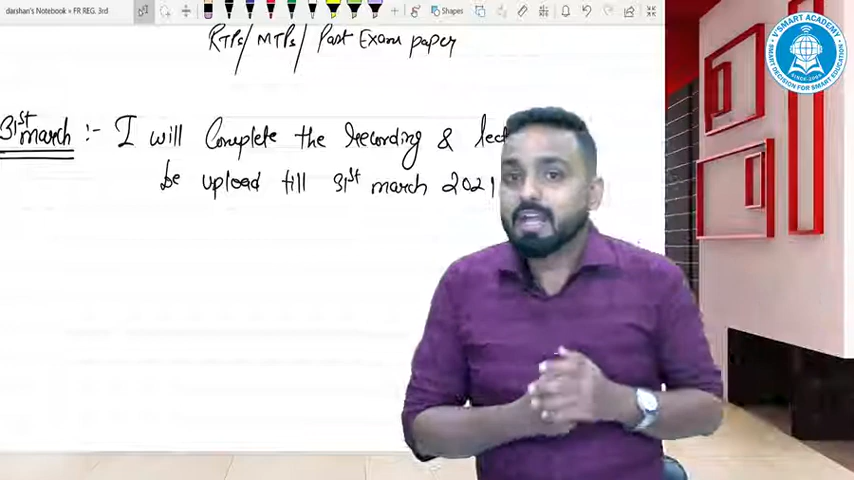 darshan's Notebook » FR REG. 3rd
Shapes
RTPs/ MTPs/ Past Exam paper
31st march :- I will Complete the recording & lect
be upload till 31st march 2021
V'SMART ACADEMY
SINCE-2005
SMART DECISION FOR SMART EDUCATION